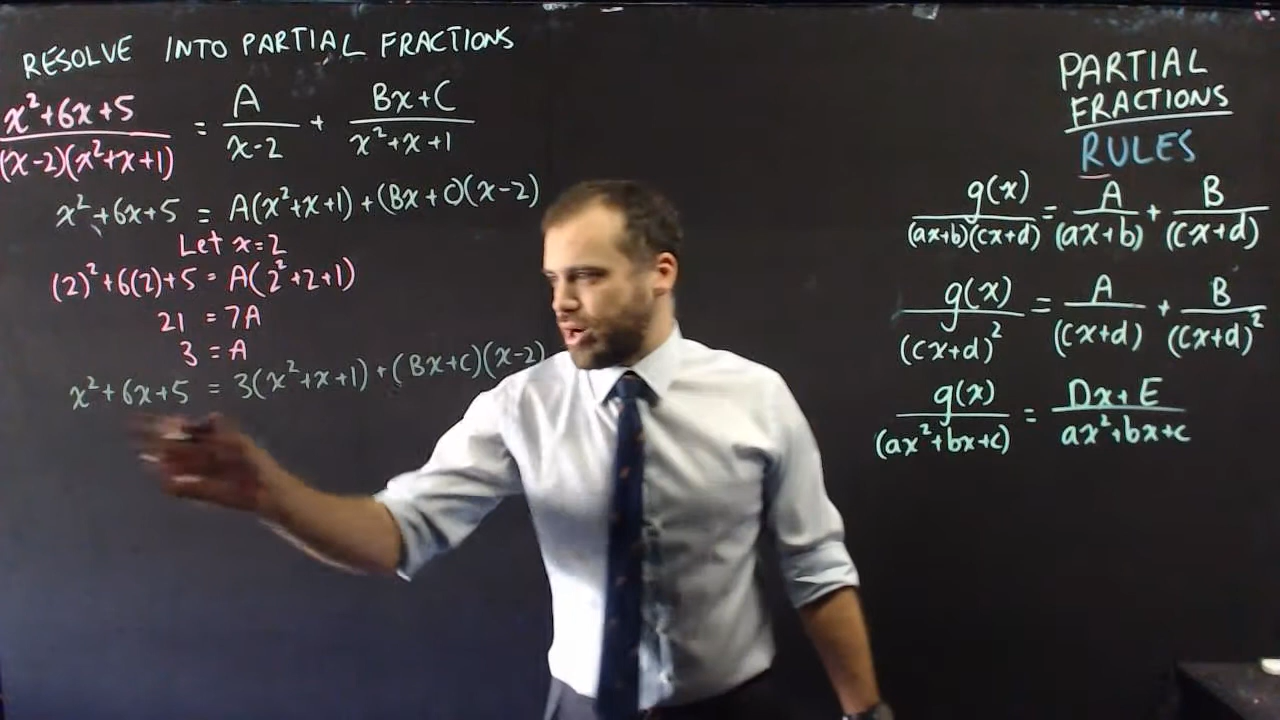 RESOLVE INTO PARTIAL FRACTIONS
x²+6x+5 / (x-2)(x²+x+1) = A / x-2 + Bx+C / x²+x+1
x²+6x+5 = A(x²+x+1)+(Bx+C)(x-2)
Let x=2
(2)²+6(2)+5 = A(2²+2+1)
21 = 7A
3 = A
x²+6x+5 = 3(x²+x+1)+(Bx+C)(x-2)
PARTIAL
FRACTIONS
RULES
g(x) / (ax+b)(cx+d) = A / (ax+b) + B / (cx+d)
g(x) / (cx+d)² = A / (cx+d) + B / (cx+d)²
g(x) / (ax²+bx+c) = Dx+E / ax²+bx+c